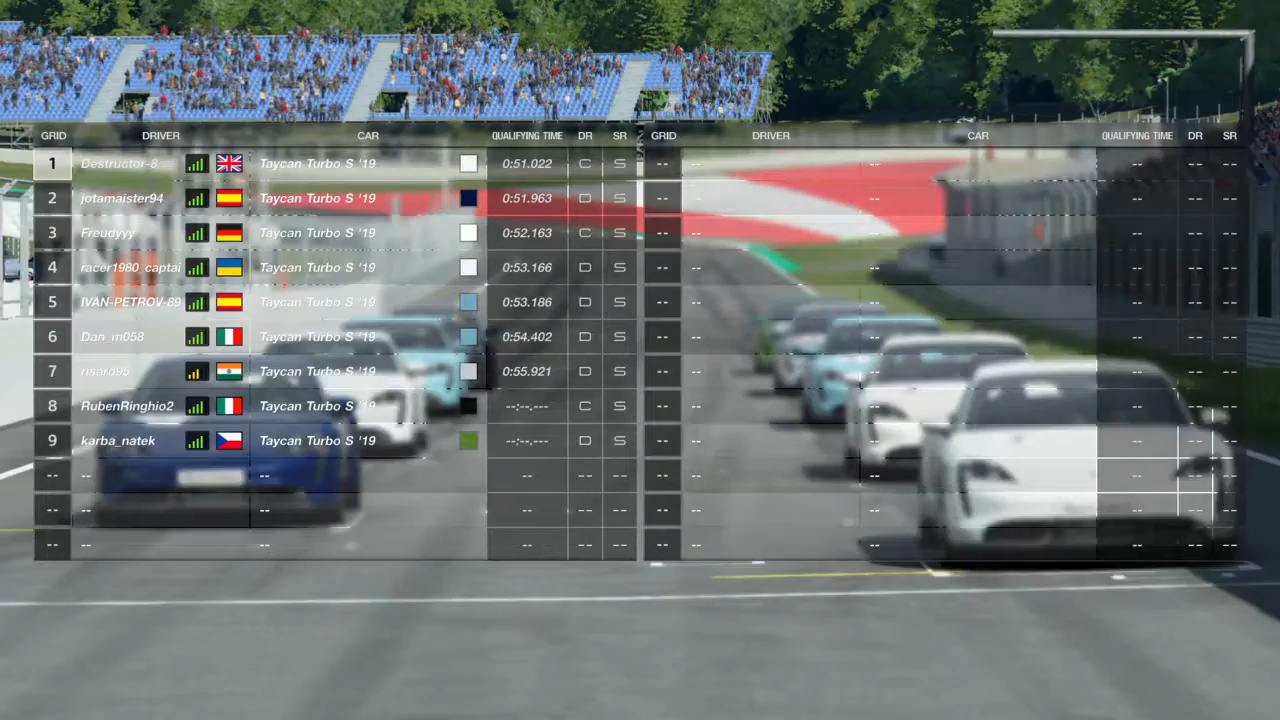 GRID DRIVER CAR QUALIFYING TIME DR SR GRID DRIVER CAR QUALIFYING TIME DR SR
1 Destructor-8 Taycan Turbo S '19 0:51.022 C S -- -- -- -- -- --
2 jotamaister94 Taycan Turbo S '19 0:51.963 D S -- -- -- -- -- --
3 Freudyyy Taycan Turbo S '19 0:52.163 C S -- -- -- -- -- --
4 racer1980_captai Taycan Turbo S '19 0:53.166 D S -- -- -- -- -- --
5 IVAN-PETROV-89 Taycan Turbo S '19 0:53.186 D S -- -- -- -- -- --
6 Dan_m058 Taycan Turbo S '19 0:54.402 D S -- -- -- -- -- --
7 risaro95 Taycan Turbo S '19 0:55.921 D S -- -- -- -- -- --
8 RubenRinghio2 Taycan Turbo S '19 --:--.--- C S -- -- -- -- -- --
9 karba_natek Taycan Turbo S '19 --:--.--- D S -- -- -- -- -- --
-- -- -- -- -- -- -- -- -- -- -- --
-- -- -- -- -- -- -- -- -- -- -- --
-- -- -- -- -- -- -- -- -- -- -- --